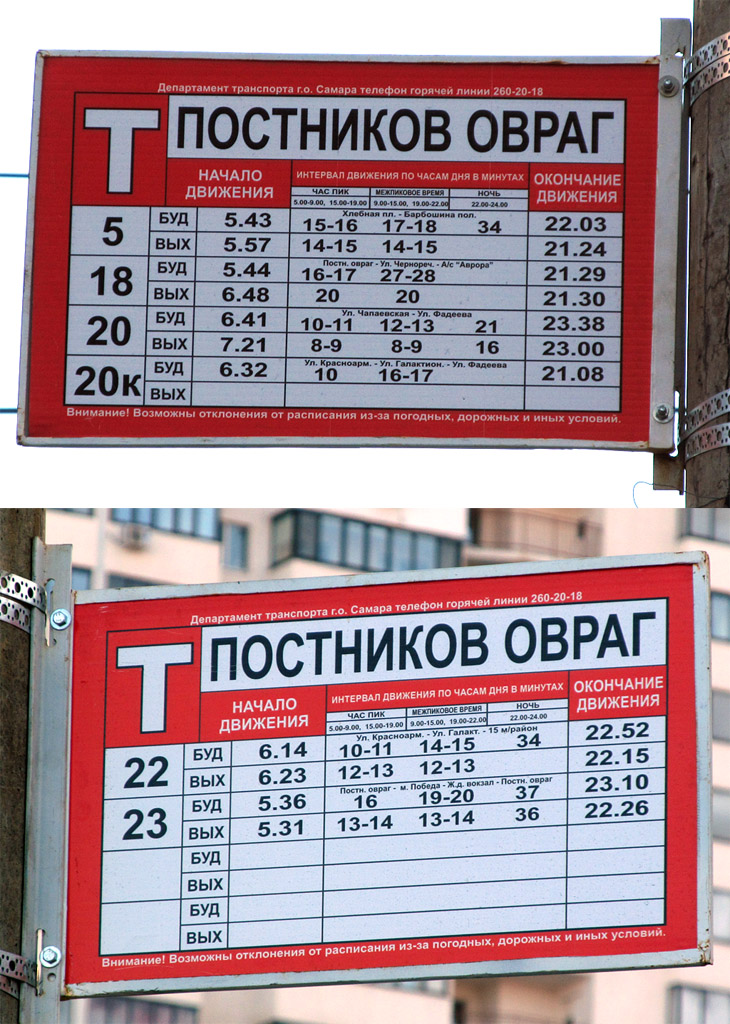 Департамент транспорта г.о. Самара телефон горячей линии 260-20-18
Т ПОСТНИКОВ ОВРАГ
НАЧАЛО ДВИЖЕНИЯ ИНТЕРВАЛ ДВИЖЕНИЯ ПО ЧАСАМ ДНЯ В МИНУТАХ ОКОНЧАНИЕ ДВИЖЕНИЯ
ЧАС ПИК МЕЖПИКОВОЕ ВРЕМЯ НОЧЬ
5.00-9.00, 15.00-19.00 9.00-15.00, 19.00-22.00 22.00-24.00
Хлебная пл. - Барбошина пол.
5 БУД 5.43 15-16 17-18 34 22.03
ВЫХ 5.57 14-15 14-15 21.24
Постн. овраг - Ул. Чернореч. - А/с "Аврора"
18 БУД 5.44 16-17 27-28 21.29
ВЫХ 6.48 20 20 21.30
Ул. Чапаевская - Ул. Фадеева
20 БУД 6.41 10-11 12-13 21 23.38
ВЫХ 7.21 8-9 8-9 16 23.00
Ул. Красноарм. - Ул. Галактион. - Ул. Фадеева
20к БУД 6.32 10 16-17 21.08
ВЫХ
Внимание! Возможны отклонения от расписания из-за погодных, дорожных и иных условий.
Департамент транспорта г.о. Самара телефон горячей линии 260-20-18
Т ПОСТНИКОВ ОВРАГ
НАЧАЛО ДВИЖЕНИЯ ИНТЕРВАЛ ДВИЖЕНИЯ ПО ЧАСАМ ДНЯ В МИНУТАХ ОКОНЧАНИЕ ДВИЖЕНИЯ
ЧАС ПИК МЕЖПИКОВОЕ ВРЕМЯ НОЧЬ
5.00-9.00, 15.00-19.00 9.00-15.00, 19.00-22.00 22.00-24.00
Ул. Красноарм. - Ул. Галакт. - 15 м/район
22 БУД 6.14 10-11 14-15 34 22.52
ВЫХ 6.23 12-13 12-13 22.15
Постн. овраг - м. Победа - Ж.д. вокзал - Постн. овраг
23 БУД 5.36 16 19-20 37 23.10
ВЫХ 5.31 13-14 13-14 36 22.26
БУД
ВЫХ
БУД
ВЫХ
Внимание! Возможны отклонения от расписания из-за погодных, дорожных и иных условий.